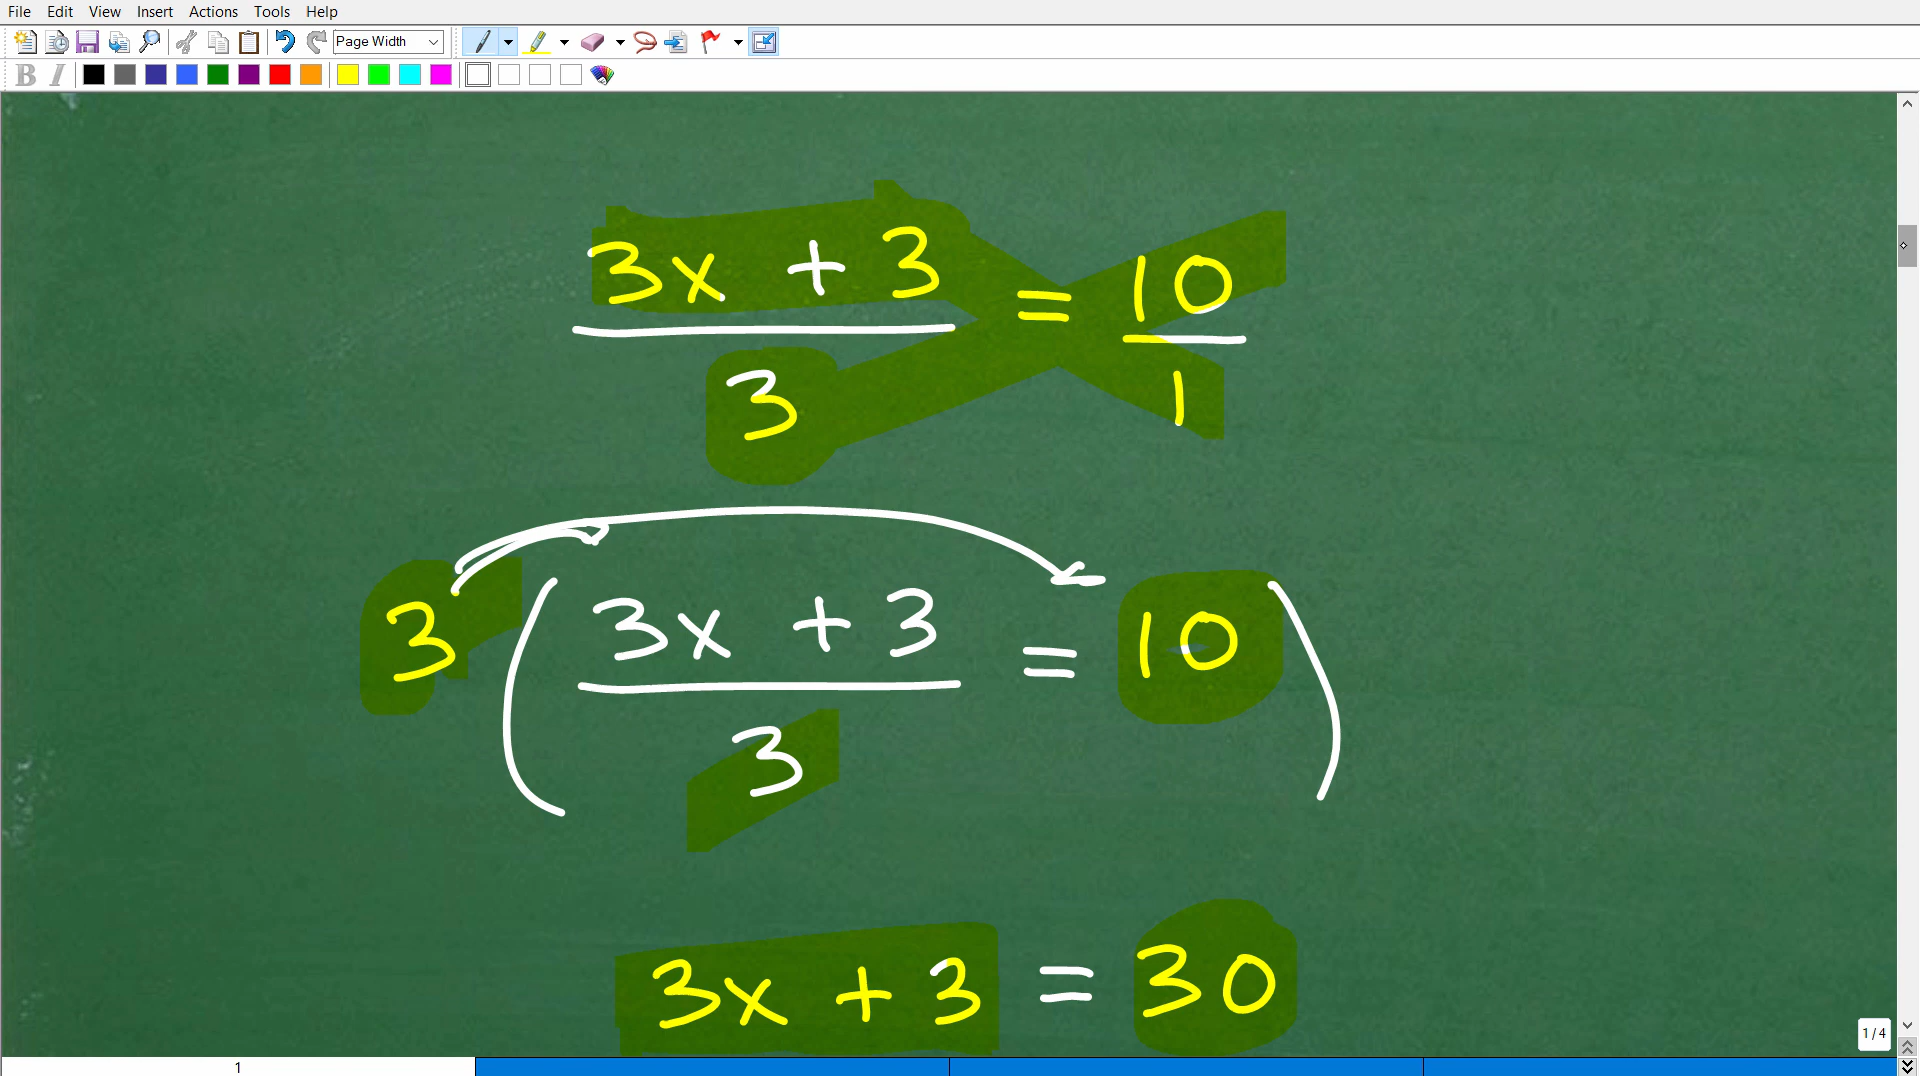 File Edit View Insert Actions Tools Help
Page Width
B I
3x + 3 = 10
3 1
3 ( 3x + 3 = 10 )
3
3x + 3 = 30
1 / 4
1